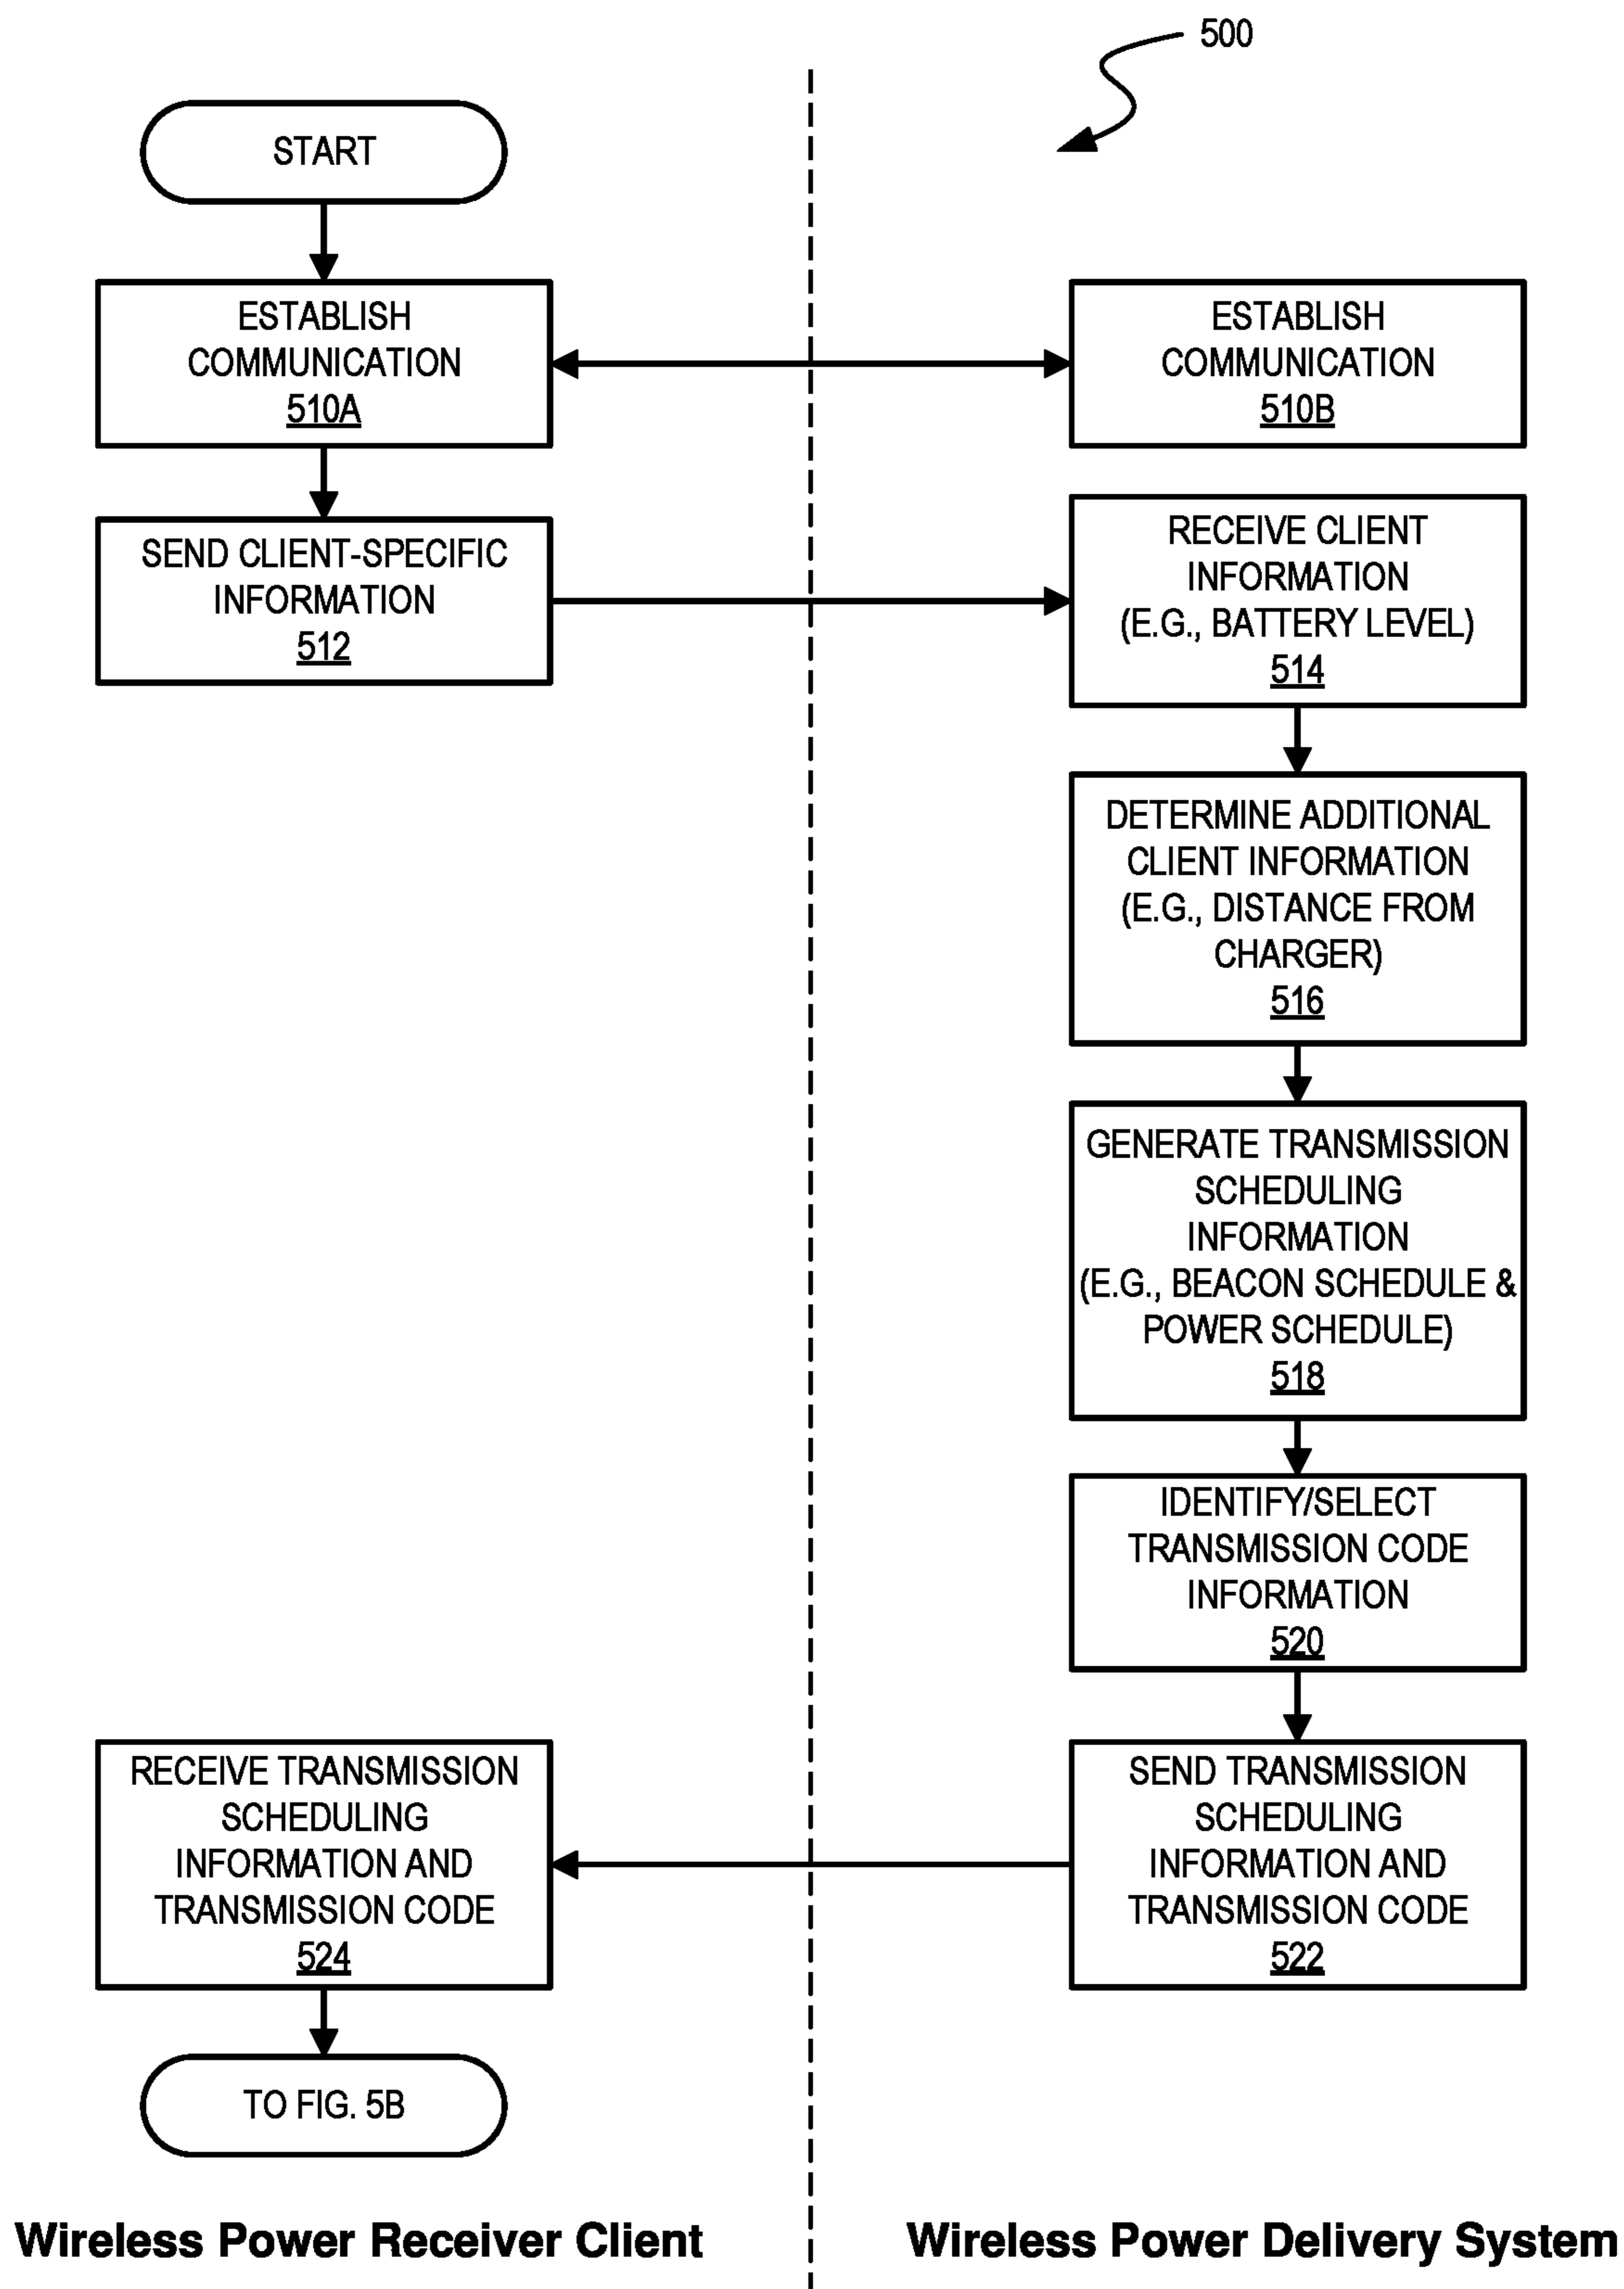 500
START
ESTABLISH
COMMUNICATION
510A
ESTABLISH
COMMUNICATION
510B
SEND CLIENT-SPECIFIC
INFORMATION
512
RECEIVE CLIENT
INFORMATION
(E.G., BATTERY LEVEL)
514
DETERMINE ADDITIONAL
CLIENT INFORMATION
(E.G., DISTANCE FROM
CHARGER)
516
GENERATE TRANSMISSION
SCHEDULING
INFORMATION
(E.G., BEACON SCHEDULE &
POWER SCHEDULE)
518
IDENTIFY/SELECT
TRANSMISSION CODE
INFORMATION
520
SEND TRANSMISSION
SCHEDULING
INFORMATION AND
TRANSMISSION CODE
522
RECEIVE TRANSMISSION
SCHEDULING
INFORMATION AND
TRANSMISSION CODE
524
TO FIG. 5B
Wireless Power Receiver Client
Wireless Power Delivery System